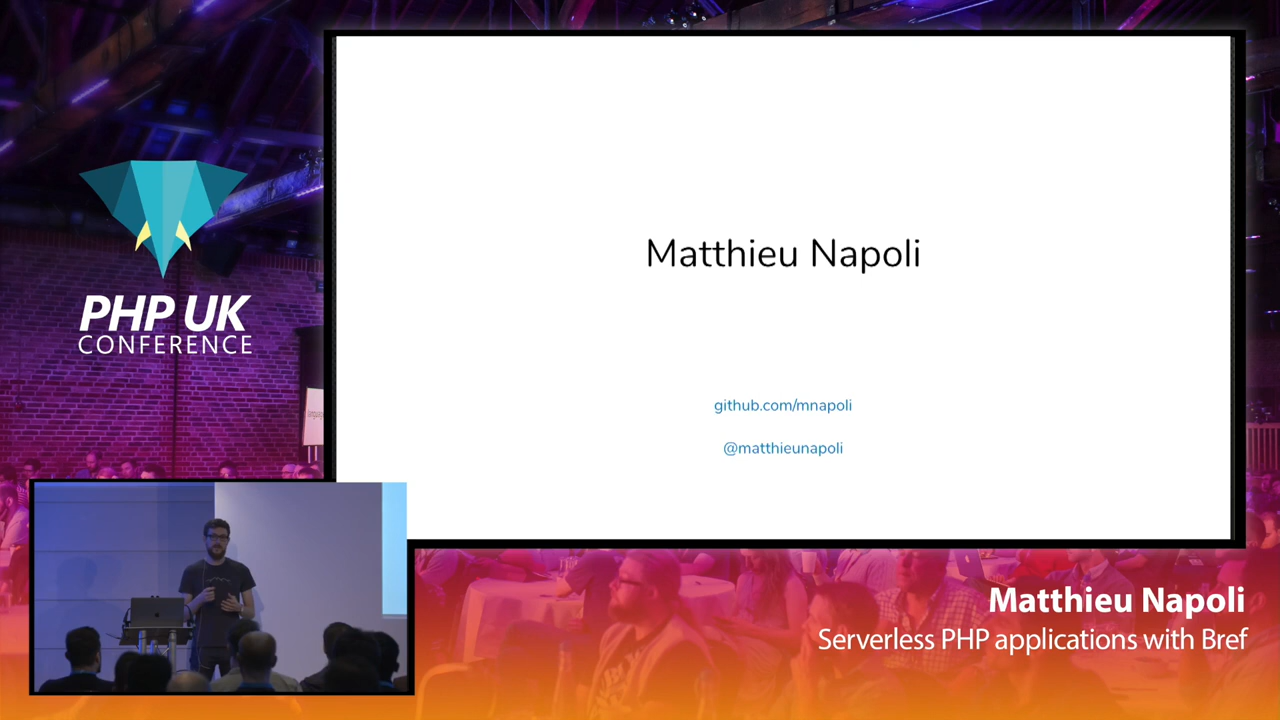 PHP UK
CONFERENCE
Matthieu Napoli
github.com/mnapoli
@matthieunapoli
Matthieu Napoli
Serverless PHP applications with Bref